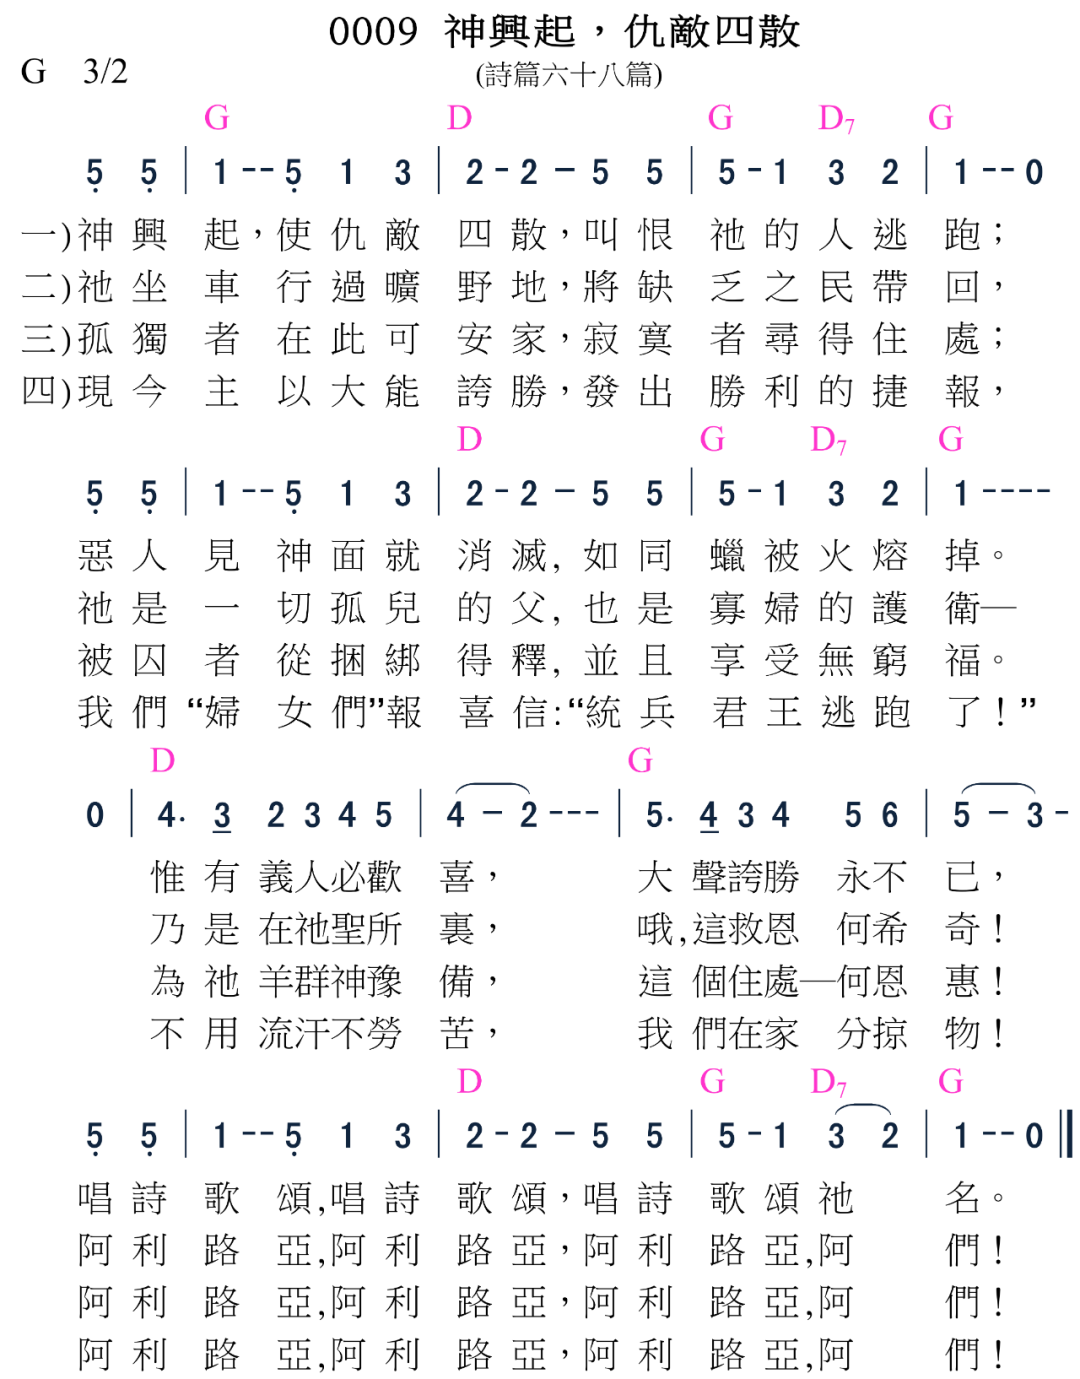 0009 神興起，仇敵四散
G 3/2 (詩篇六十八篇)
G D G D7 G
5 5 | 1 -- 5 1 3 | 2 - 2 – 5 5 | 5 - 1 3 2 | 1 -- 0
一)神興起，使仇敵四散，叫恨祂的人逃跑；
二)祂坐車行過曠野地，將缺乏之民帶回，
三)孤獨者在此可安家，寂寞者尋得住處；
四)現今主以大能誇勝，發出勝利的捷報，
D G D7 G
5 5 | 1 -- 5 1 3 | 2 - 2 – 5 5 | 5 - 1 3 2 | 1 ----
惡人見神面就消滅，如同蠟被火熔掉。
祂是一切孤兒的父，也是寡婦的護衛—
被囚者從捆綁得釋，並且享受無窮福。
我們“婦女們”報喜信:“統兵君王逃跑了！”
D G
0 | 4. 3 2 3 4 5 | 4 – 2 --- | 5. 4 3 4 5 6 | 5 – 3 -
惟有義人必歡喜，大聲誇勝永不已，
乃是在祂聖所裏，哦,這救恩何希奇！
為祂羊群神豫備，這個住處—何恩惠！
不用流汗不勞苦，我們在家分掠物！
D G D7 G
5 5 | 1 -- 5 1 3 | 2 - 2 – 5 5 | 5 - 1 3 2 | 1 -- 0 ‖
唱詩歌頌,唱詩歌頌，唱詩歌頌祂名。
阿利路亞,阿利路亞，阿利路亞,阿們！
阿利路亞,阿利路亞，阿利路亞,阿們！
阿利路亞,阿利路亞，阿利路亞,阿們！